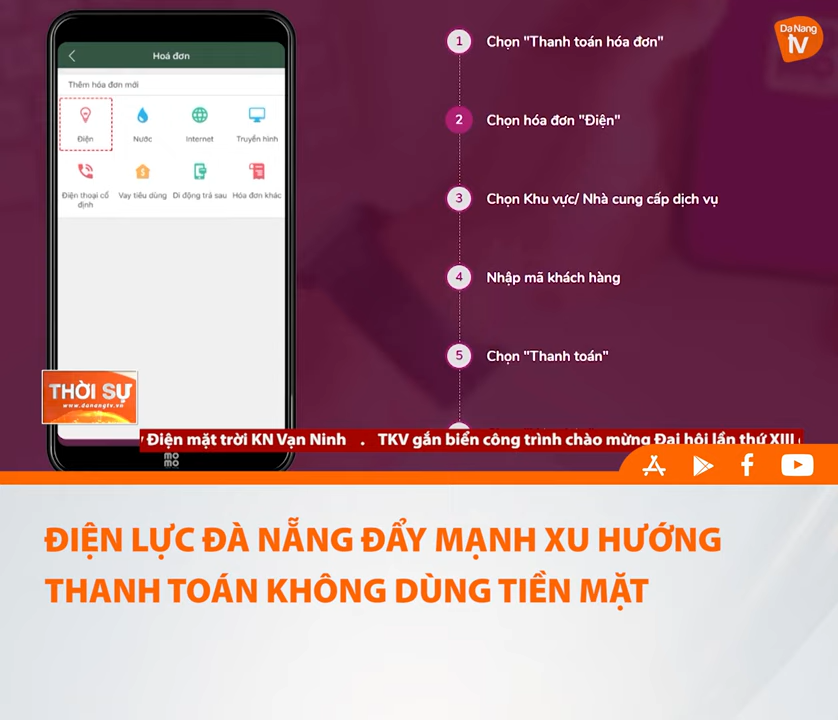 Hoá đơn
Thêm hóa đơn mới
Điện
Nước
Internet
Truyền hình
Điện thoại cố định
Vay tiêu dùng
Di động trả sau
Hóa đơn khác
mo
mo
1 Chọn "Thanh toán hóa đơn"
2 Chọn hóa đơn "Điện"
3 Chọn Khu vực/ Nhà cung cấp dịch vụ
4 Nhập mã khách hàng
5 Chọn "Thanh toán"
Da Nang
tv
THỜI SỰ
www.danangtv.vn
Điện mặt trời KN Vạn Ninh . TKV gắn biển công trình chào mừng Đại hội lần thứ XIII
ĐIỆN LỰC ĐÀ NẴNG ĐẨY MẠNH XU HƯỚNG
THANH TOÁN KHÔNG DÙNG TIỀN MẶT